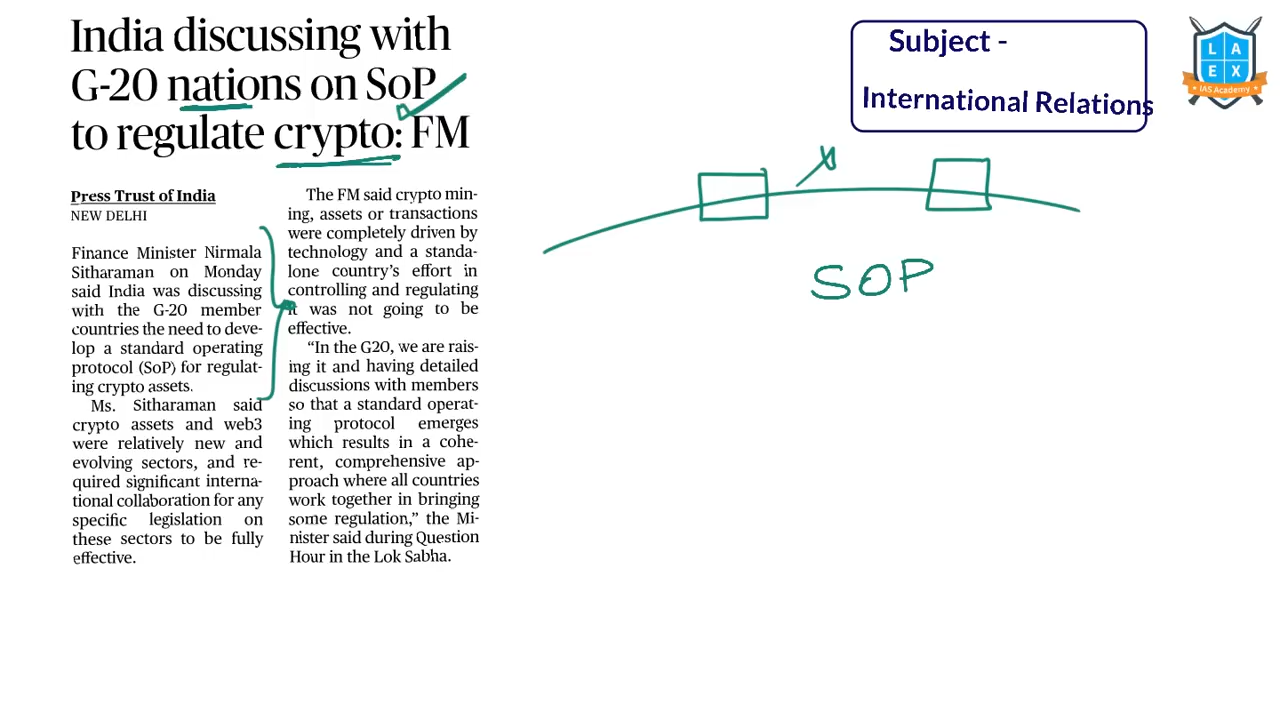 India discussing with
G-20 nations on SoP
to regulate crypto: FM
Press Trust of India
NEW DELHI
Finance Minister Nirmala
Sitharaman on Monday
said India was discussing
with the G-20 member
countries the need to deve-
lop a standard operating
protocol (SoP) for regulat-
ing crypto assets.
Ms. Sitharaman said
crypto assets and web3
were relatively new and
evolving sectors, and re-
quired significant interna-
tional collaboration for any
specific legislation on
these sectors to be fully
effective.
The FM said crypto min-
ing, assets or transactions
were completely driven by
technology and a standa-
lone country's effort in
controlling and regulating
it was not going to be
effective.
“In the G20, we are rais-
ing it and having detailed
discussions with members
so that a standard operat-
ing protocol emerges
which results in a cohe-
rent, comprehensive ap-
proach where all countries
work together in bringing
some regulation,” the Mi-
nister said during Question
Hour in the Lok Sabha.
Subject -
International Relations
LA
EX
IAS Academy
SOP